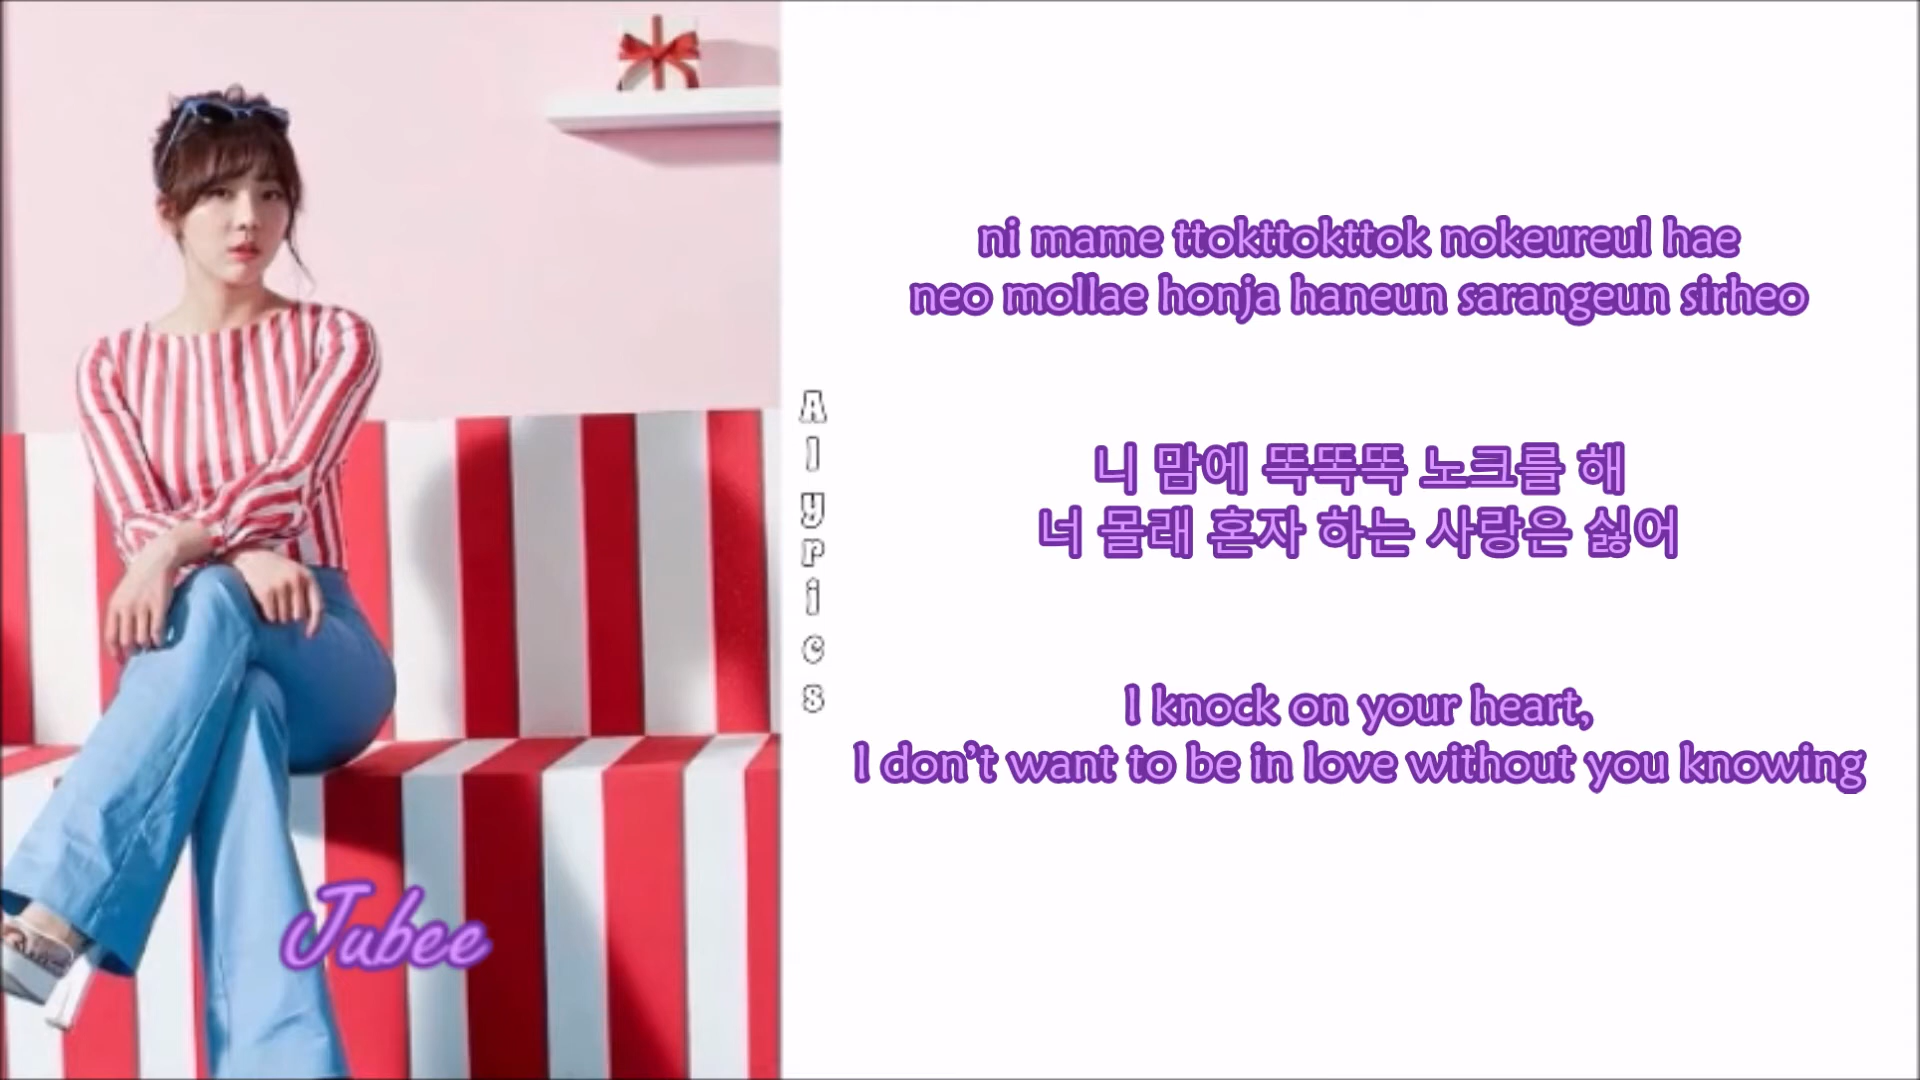 ni mame ttokttokttok nokeureul hae
neo mollae honja haneun sarangeun sirheo
니 맘에 똑똑똑 노크를 해
너 몰래 혼자 하는 사랑은 싫어
I knock on your heart,
I don't want to be in love without you knowing
Alyrics
Jubee